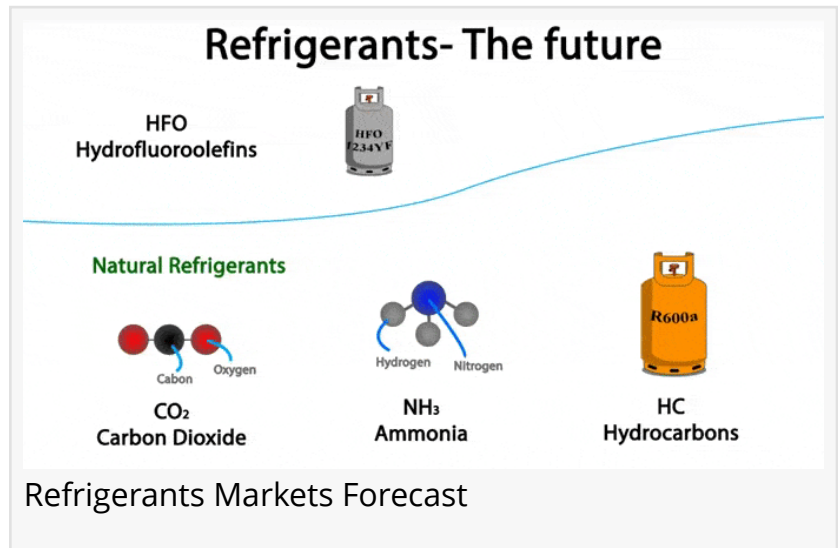 Refrigerants- The future
HFO
Hydrofluoroolefins
HFO
1234YF
Natural Refrigerants
Cabon
Oxygen
CO₂
Carbon Dioxide
Hydrogen
Nitrogen
NH₃
Ammonia
R600a
HC
Hydrocarbons
Refrigerants Markets Forecast